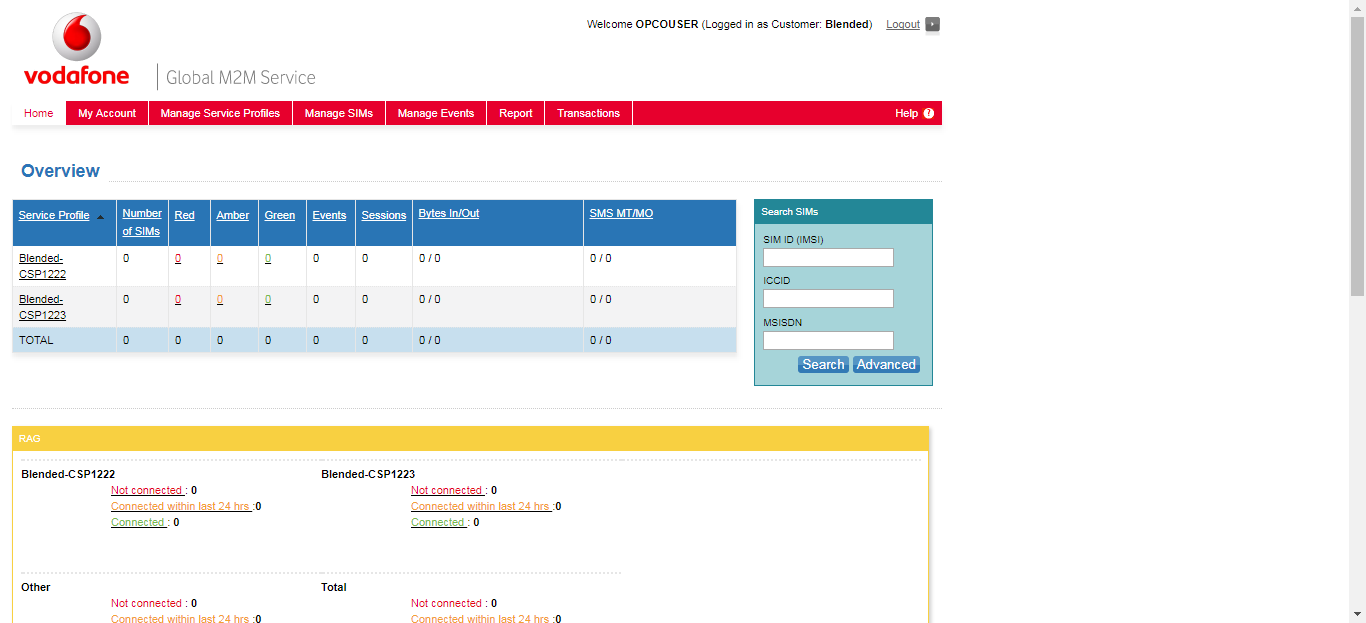 Welcome OPCOUSER (Logged in as Customer: Blended) Logout
vodafone
Global M2M Service
Home My Account Manage Service Profiles Manage SIMs Manage Events Report Transactions Help ?
Overview
Service Profile Number of SIMs Red Amber Green Events Sessions Bytes In/Out SMS MT/MO
Blended-CSP1222 0 0 0 0 0 0 0 / 0 0 / 0
Blended-CSP1223 0 0 0 0 0 0 0 / 0 0 / 0
TOTAL 0 0 0 0 0 0 0 / 0 0 / 0
Search SIMs
SIM ID (IMSI)
ICCID
MSISDN
Search Advanced
RAG
Blended-CSP1222
Not connected : 0
Connected within last 24 hrs :0
Connected : 0
Blended-CSP1223
Not connected : 0
Connected within last 24 hrs :0
Connected : 0
Other
Not connected : 0
Connected within last 24 hrs :0
Total
Not connected : 0
Connected within last 24 hrs :0